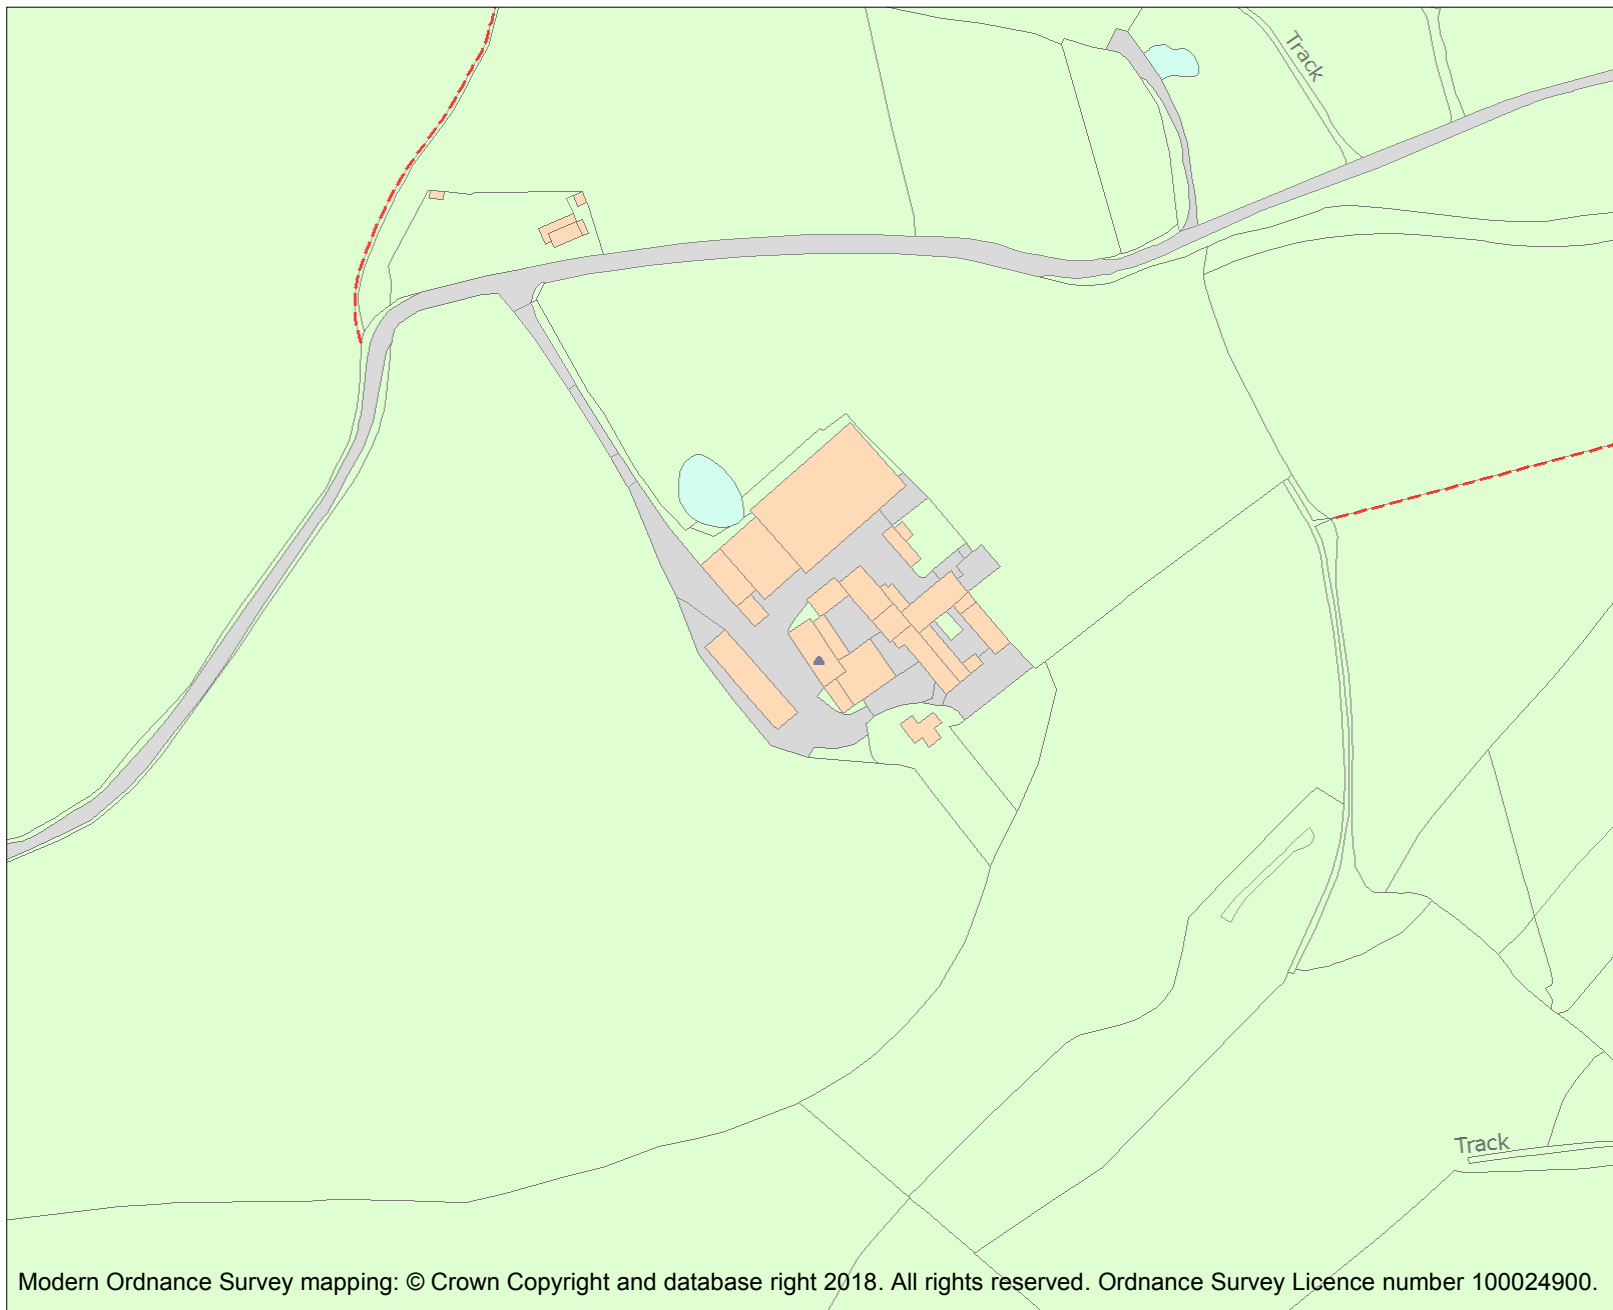 Track
Track
Modern Ordnance Survey mapping: © Crown Copyright and database right 2018. All rights reserved. Ordnance Survey Licence number 100024900.